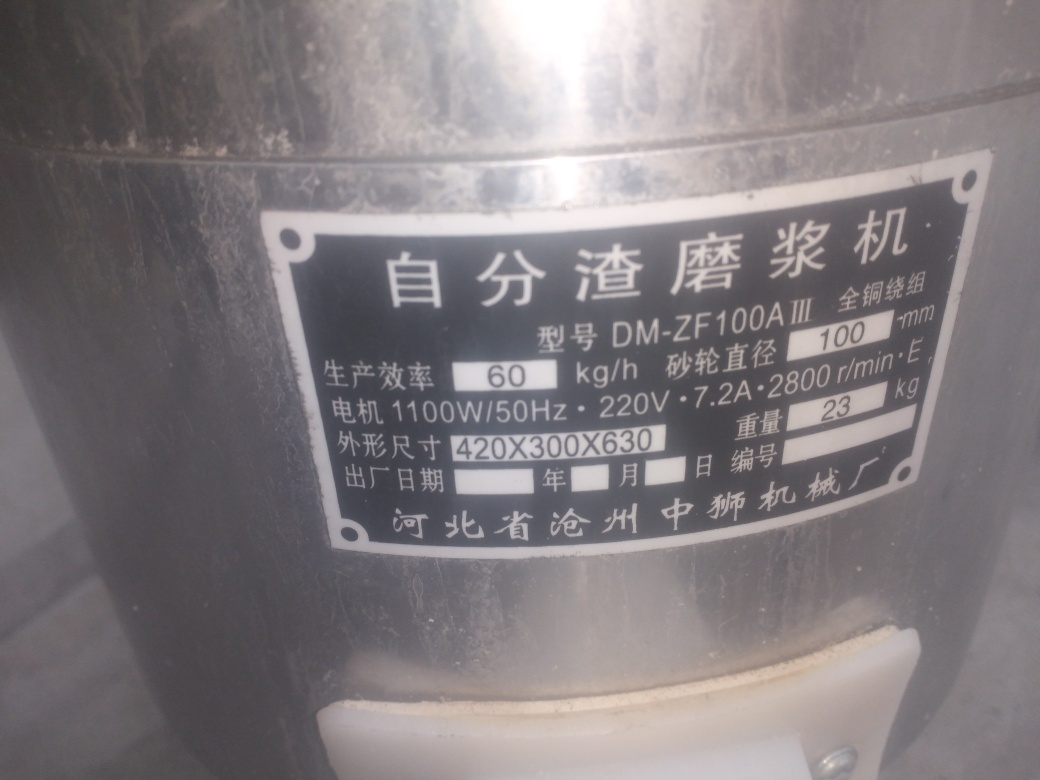 自分渣磨浆机
型号 DM-ZF100AⅢ 全铜绕组
生产效率 60 kg/h 砂轮直径 100 mm
电机 1100W/50Hz·220V·7.2A·2800 r/min·E
外形尺寸 420X300X630 重量 23 kg
出厂日期 年 月 日 编号
河北省沧州中狮机械厂